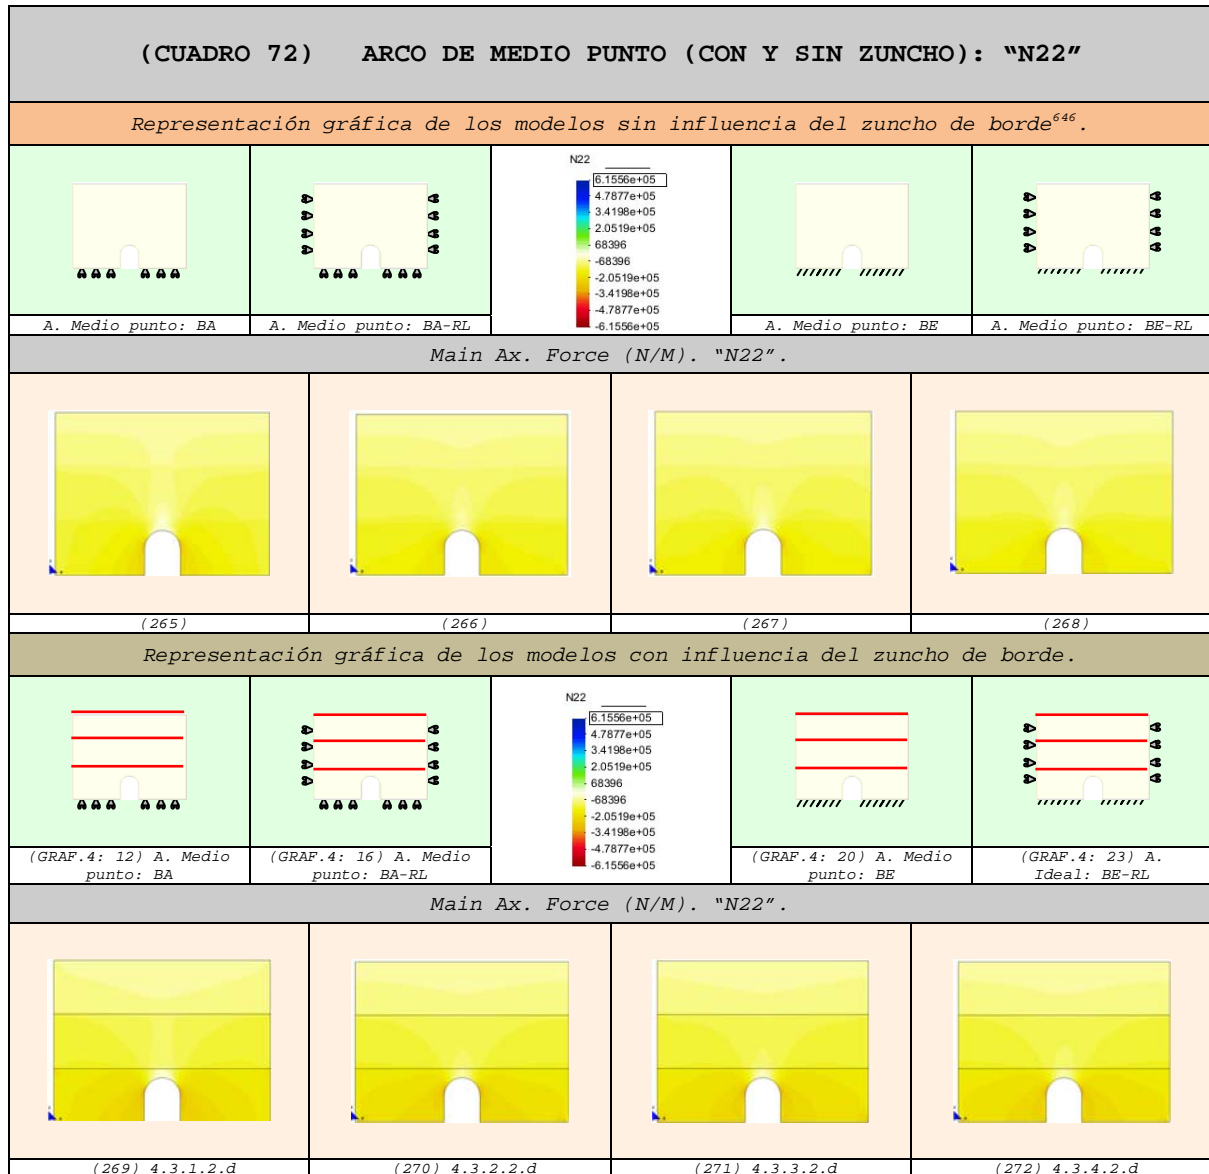 (CUADRO 72) ARCO DE MEDIO PUNTO (CON Y SIN ZUNCHO): “N22”
Representación gráfica de los modelos sin influencia del zuncho de borde646.
N22
6.1556e+05
4.7877e+05
3.4198e+05
2.0519e+05
68396
-68396
-2.0519e+05
-3.4198e+05
-4.7877e+05
-6.1556e+05
A. Medio punto: BA
A. Medio punto: BA-RL
A. Medio punto: BE
A. Medio punto: BE-RL
Main Ax. Force (N/M). “N22”.
(265)
(266)
(267)
(268)
Representación gráfica de los modelos con influencia del zuncho de borde.
N22
6.1556e+05
4.7877e+05
3.4198e+05
2.0519e+05
68396
-68396
-2.0519e+05
-3.4198e+05
-4.7877e+05
-6.1556e+05
(GRAF.4: 12) A. Medio
punto: BA
(GRAF.4: 16) A. Medio
punto: BA-RL
(GRAF.4: 20) A. Medio
punto: BE
(GRAF.4: 23) A.
Ideal: BE-RL
Main Ax. Force (N/M). “N22”.
(269) 4.3.1.2.d
(270) 4.3.2.2.d
(271) 4.3.3.2.d
(272) 4.3.4.2.d